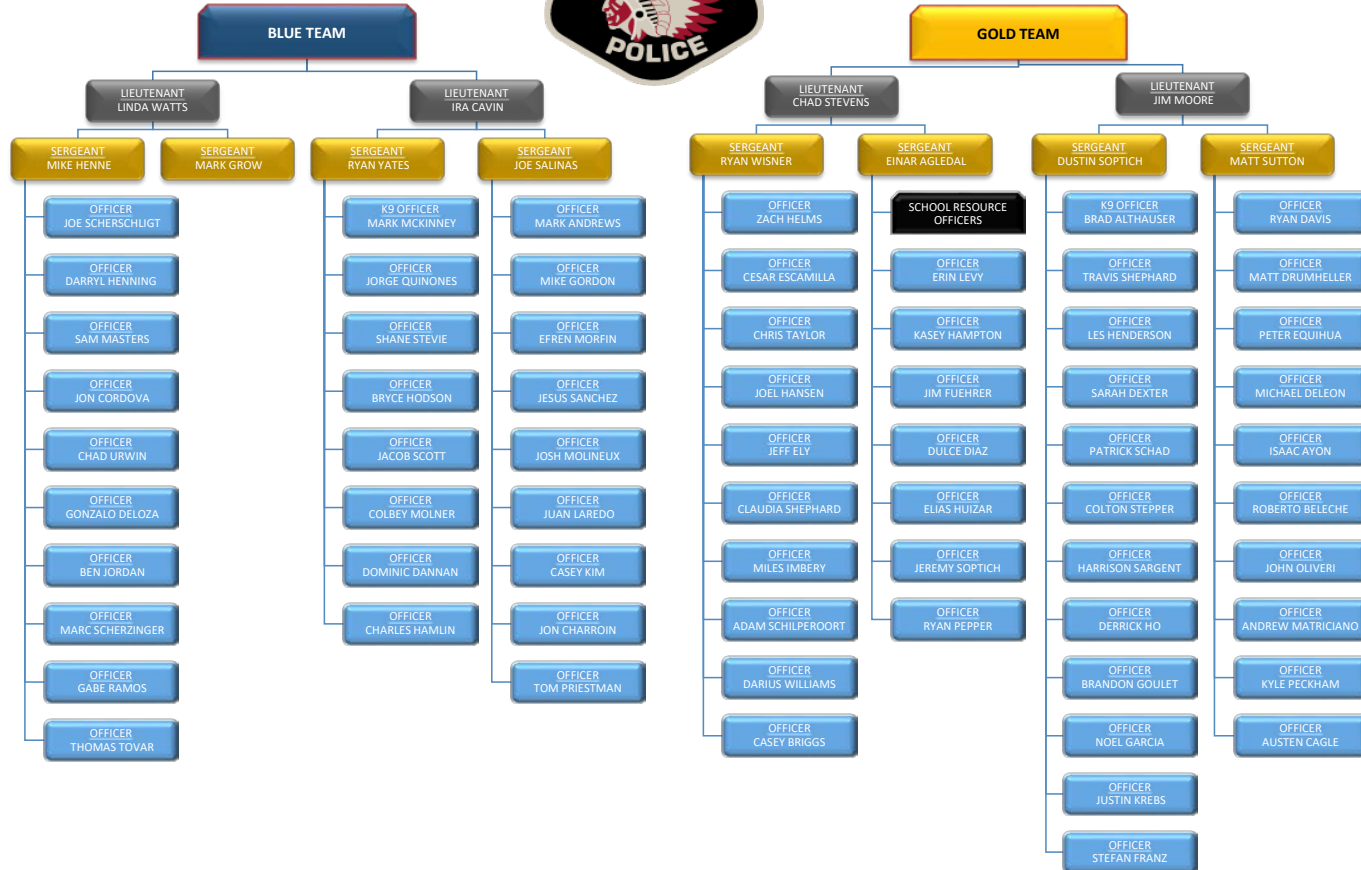 POLICE
BLUE TEAM
LIEUTENANT
LINDA WATTS
LIEUTENANT
IRA CAVIN
SERGEANT
MIKE HENNE
SERGEANT
MARK GROW
SERGEANT
RYAN YATES
SERGEANT
JOE SALINAS
OFFICER
JOE SCHERSCHLIGT
OFFICER
DARRYL HENNING
OFFICER
SAM MASTERS
OFFICER
JON CORDOVA
OFFICER
CHAD URWIN
OFFICER
GONZALO DELOZA
OFFICER
BEN JORDAN
OFFICER
MARC SCHERZINGER
OFFICER
GABE RAMOS
OFFICER
THOMAS TOVAR
K9 OFFICER
MARK MCKINNEY
OFFICER
JORGE QUINONES
OFFICER
SHANE STEVIE
OFFICER
BRYCE HODSON
OFFICER
JACOB SCOTT
OFFICER
COLBEY MOLNER
OFFICER
DOMINIC DANNAN
OFFICER
CHARLES HAMLIN
OFFICER
MARK ANDREWS
OFFICER
MIKE GORDON
OFFICER
EFREN MORFIN
OFFICER
JESUS SANCHEZ
OFFICER
JOSH MOLINEUX
OFFICER
JUAN LAREDO
OFFICER
CASEY KIM
OFFICER
JON CHARROIN
OFFICER
TOM PRIESTMAN
GOLD TEAM
LIEUTENANT
CHAD STEVENS
LIEUTENANT
JIM MOORE
SERGEANT
RYAN WISNER
SERGEANT
EINAR AGLEDAL
SERGEANT
DUSTIN SOPTICH
SERGEANT
MATT SUTTON
OFFICER
ZACH HELMS
OFFICER
CESAR ESCAMILLA
OFFICER
CHRIS TAYLOR
OFFICER
JOEL HANSEN
OFFICER
JEFF ELY
OFFICER
CLAUDIA SHEPHARD
OFFICER
MILES IMBERY
OFFICER
ADAM SCHILPEROORT
OFFICER
DARIUS WILLIAMS
OFFICER
CASEY BRIGGS
SCHOOL RESOURCE
OFFICERS
OFFICER
ERIN LEVY
OFFICER
KASEY HAMPTON
OFFICER
JIM FUEHRER
OFFICER
DULCE DIAZ
OFFICER
ELIAS HUIZAR
OFFICER
JEREMY SOPTICH
OFFICER
RYAN PEPPER
K9 OFFICER
BRAD ALTHAUSER
OFFICER
TRAVIS SHEPHARD
OFFICER
LES HENDERSON
OFFICER
SARAH DEXTER
OFFICER
PATRICK SCHAD
OFFICER
COLTON STEPPER
OFFICER
HARRISON SARGENT
OFFICER
DERRICK HO
OFFICER
BRANDON GOULET
OFFICER
NOEL GARCIA
OFFICER
JUSTIN KREBS
OFFICER
STEFAN FRANZ
OFFICER
RYAN DAVIS
OFFICER
MATT DRUMHELLER
OFFICER
PETER EQUIHUA
OFFICER
MICHAEL DELEON
OFFICER
ISAAC AYON
OFFICER
ROBERTO BELECHE
OFFICER
JOHN OLIVERI
OFFICER
ANDREW MATRICIANO
OFFICER
KYLE PECKHAM
OFFICER
AUSTEN CAGLE